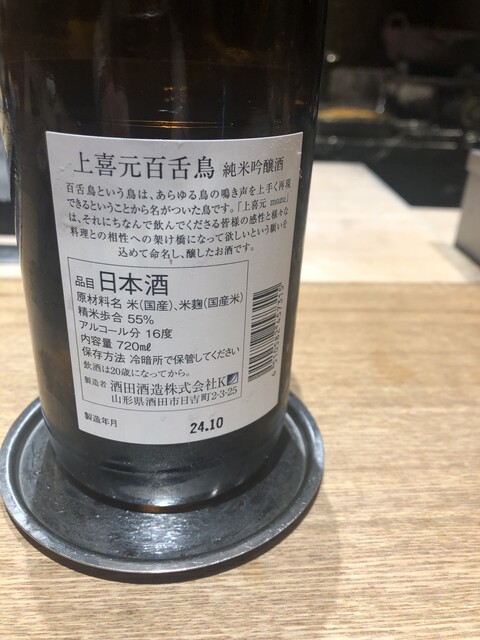 上喜元百舌鳥 純米吟醸酒
百舌鳥という鳥は、あらゆる鳥の鳴き声を上手く再現
できるということから名がついた鳥です。「上喜元 mozu」
は、それにちなんで飲んでくださる皆様の感性と様々な
料理との相性への架け橋になって欲しいという願いを
込めて命名し、醸したお酒です。
品目 日本酒
原材料名 米(国産)、米麹(国産米)
精米歩合 55%
アルコール分 16度
内容量 720mℓ
保存方法 冷暗所で保管してください
飲酒は20歳になってから。
製造者 酒田酒造株式会社K
山形県酒田市日吉町2-3-25
製造年月 24.10